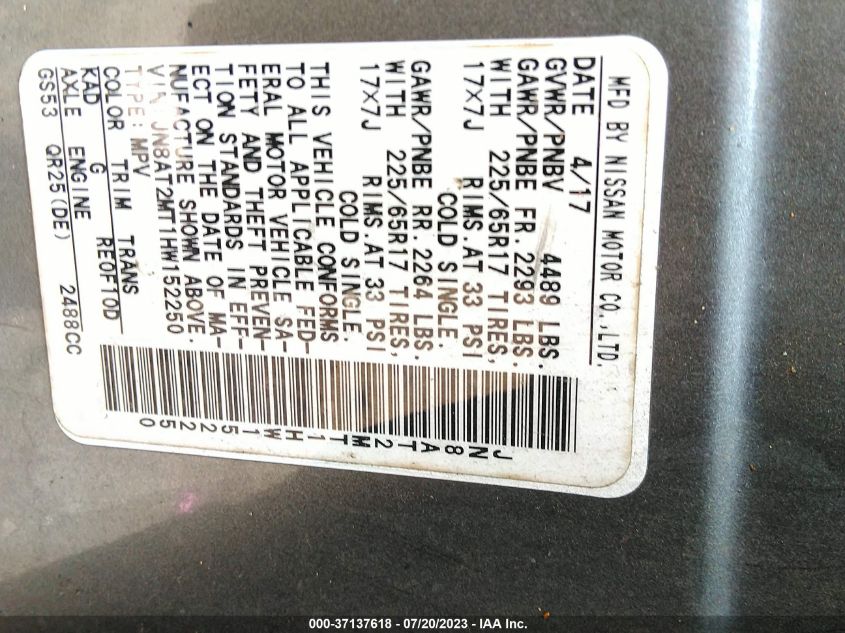 MFD BY NISSAN MOTOR CO.,LTD.
DATE 4/17
GVWR/PNBV 4489 LBS.
GAWR/PNBE FR. 2293 LBS.
WITH 225/65R17 TIRES,
17×7J RIMS.AT 33 PSI
COLD SINGLE.
GAWR/PNBE RR. 2264 LBS.
WITH 225/65R17 TIRES,
17×7J RIMS.AT 33 PSI
COLD SINGLE.
THIS VEHICLE CONFORMS
TO ALL APPLICABLE FED-
ERAL MOTOR VEHICLE SA-
FETY AND THEFT PREVEN-
TION STANDARDS IN EFF-
ECT ON THE DATE OF MA-
NUFACTURE SHOWN ABOVE.
VIN:JN8AT2MT1HW152250
TYPE:MPV
COLOR TRIM TRANS
KAD G RE0F10D
AXLE ENGINE
GS53 QR25(DE) 2488CC
JN8AT2MT1HW152250
000-37137618 - 07/20/2023 - IAA Inc.